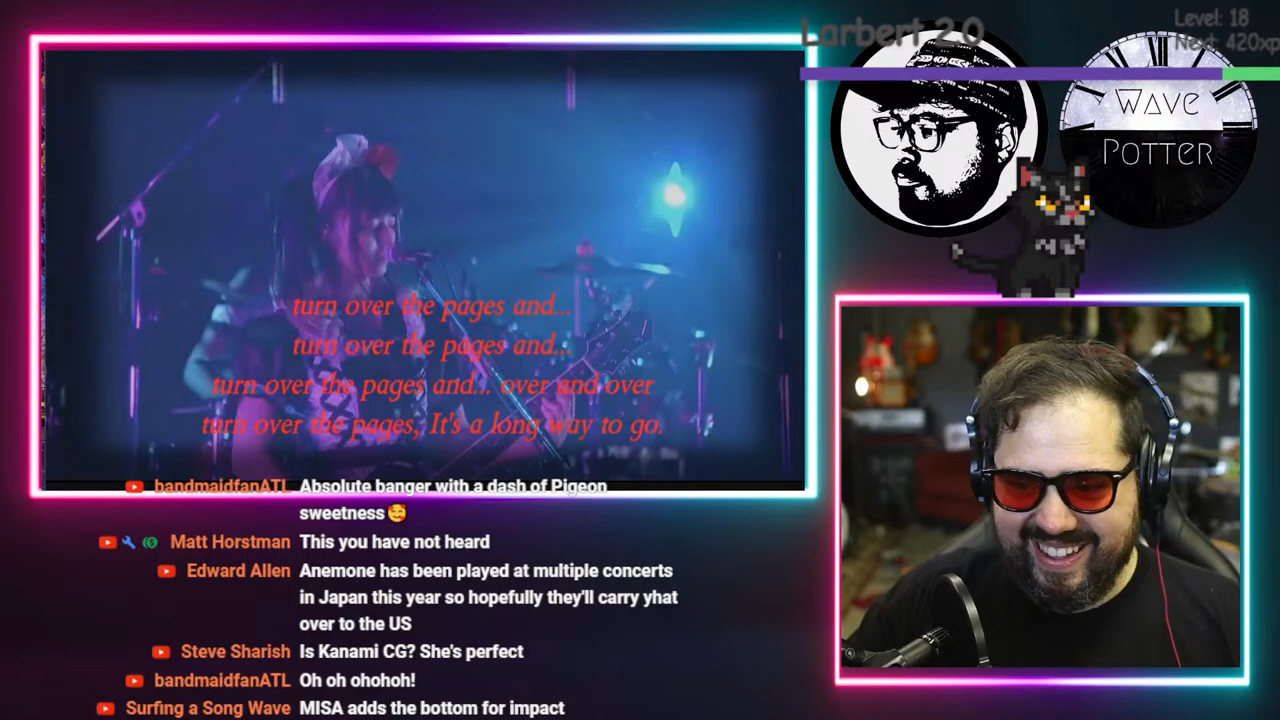 Larbert 2.0
Level: 18
Next: 420xp
WAVE
POTTER
turn over the pages and...
turn over the pages and...
turn over the pages and... over and over
turn over the pages, It's a long way to go.
bandmaidfanATL Absolute banger with a dash of Pigeon
sweetness🥰
Matt Horstman This you have not heard
Edward Allen Anemone has been played at multiple concerts
in Japan this year so hopefully they'll carry yhat
over to the US
Steve Sharish Is Kanami CG? She's perfect
bandmaidfanATL Oh oh ohohoh!
Surfing a Song Wave MISA adds the bottom for impact